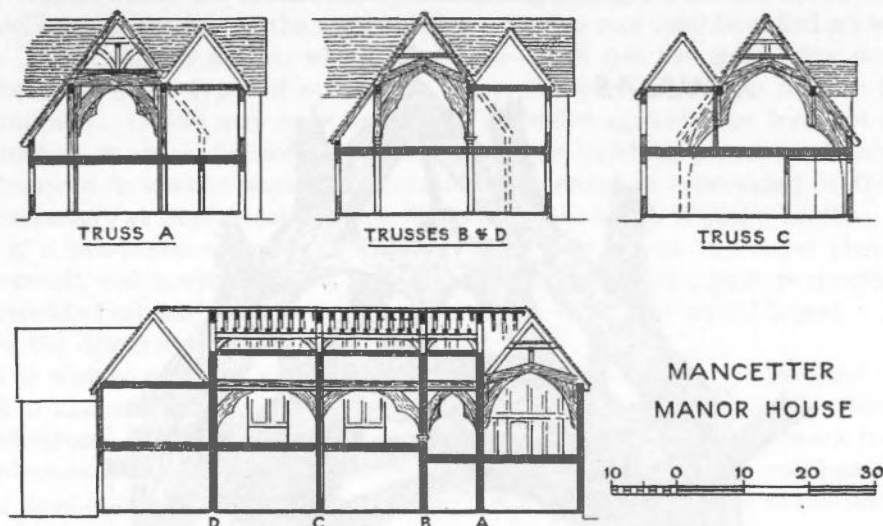 TRUSS A
TRUSSES B & D
TRUSS C
MANCETTER
MANOR HOUSE
10 0 10 20 30
D C B A